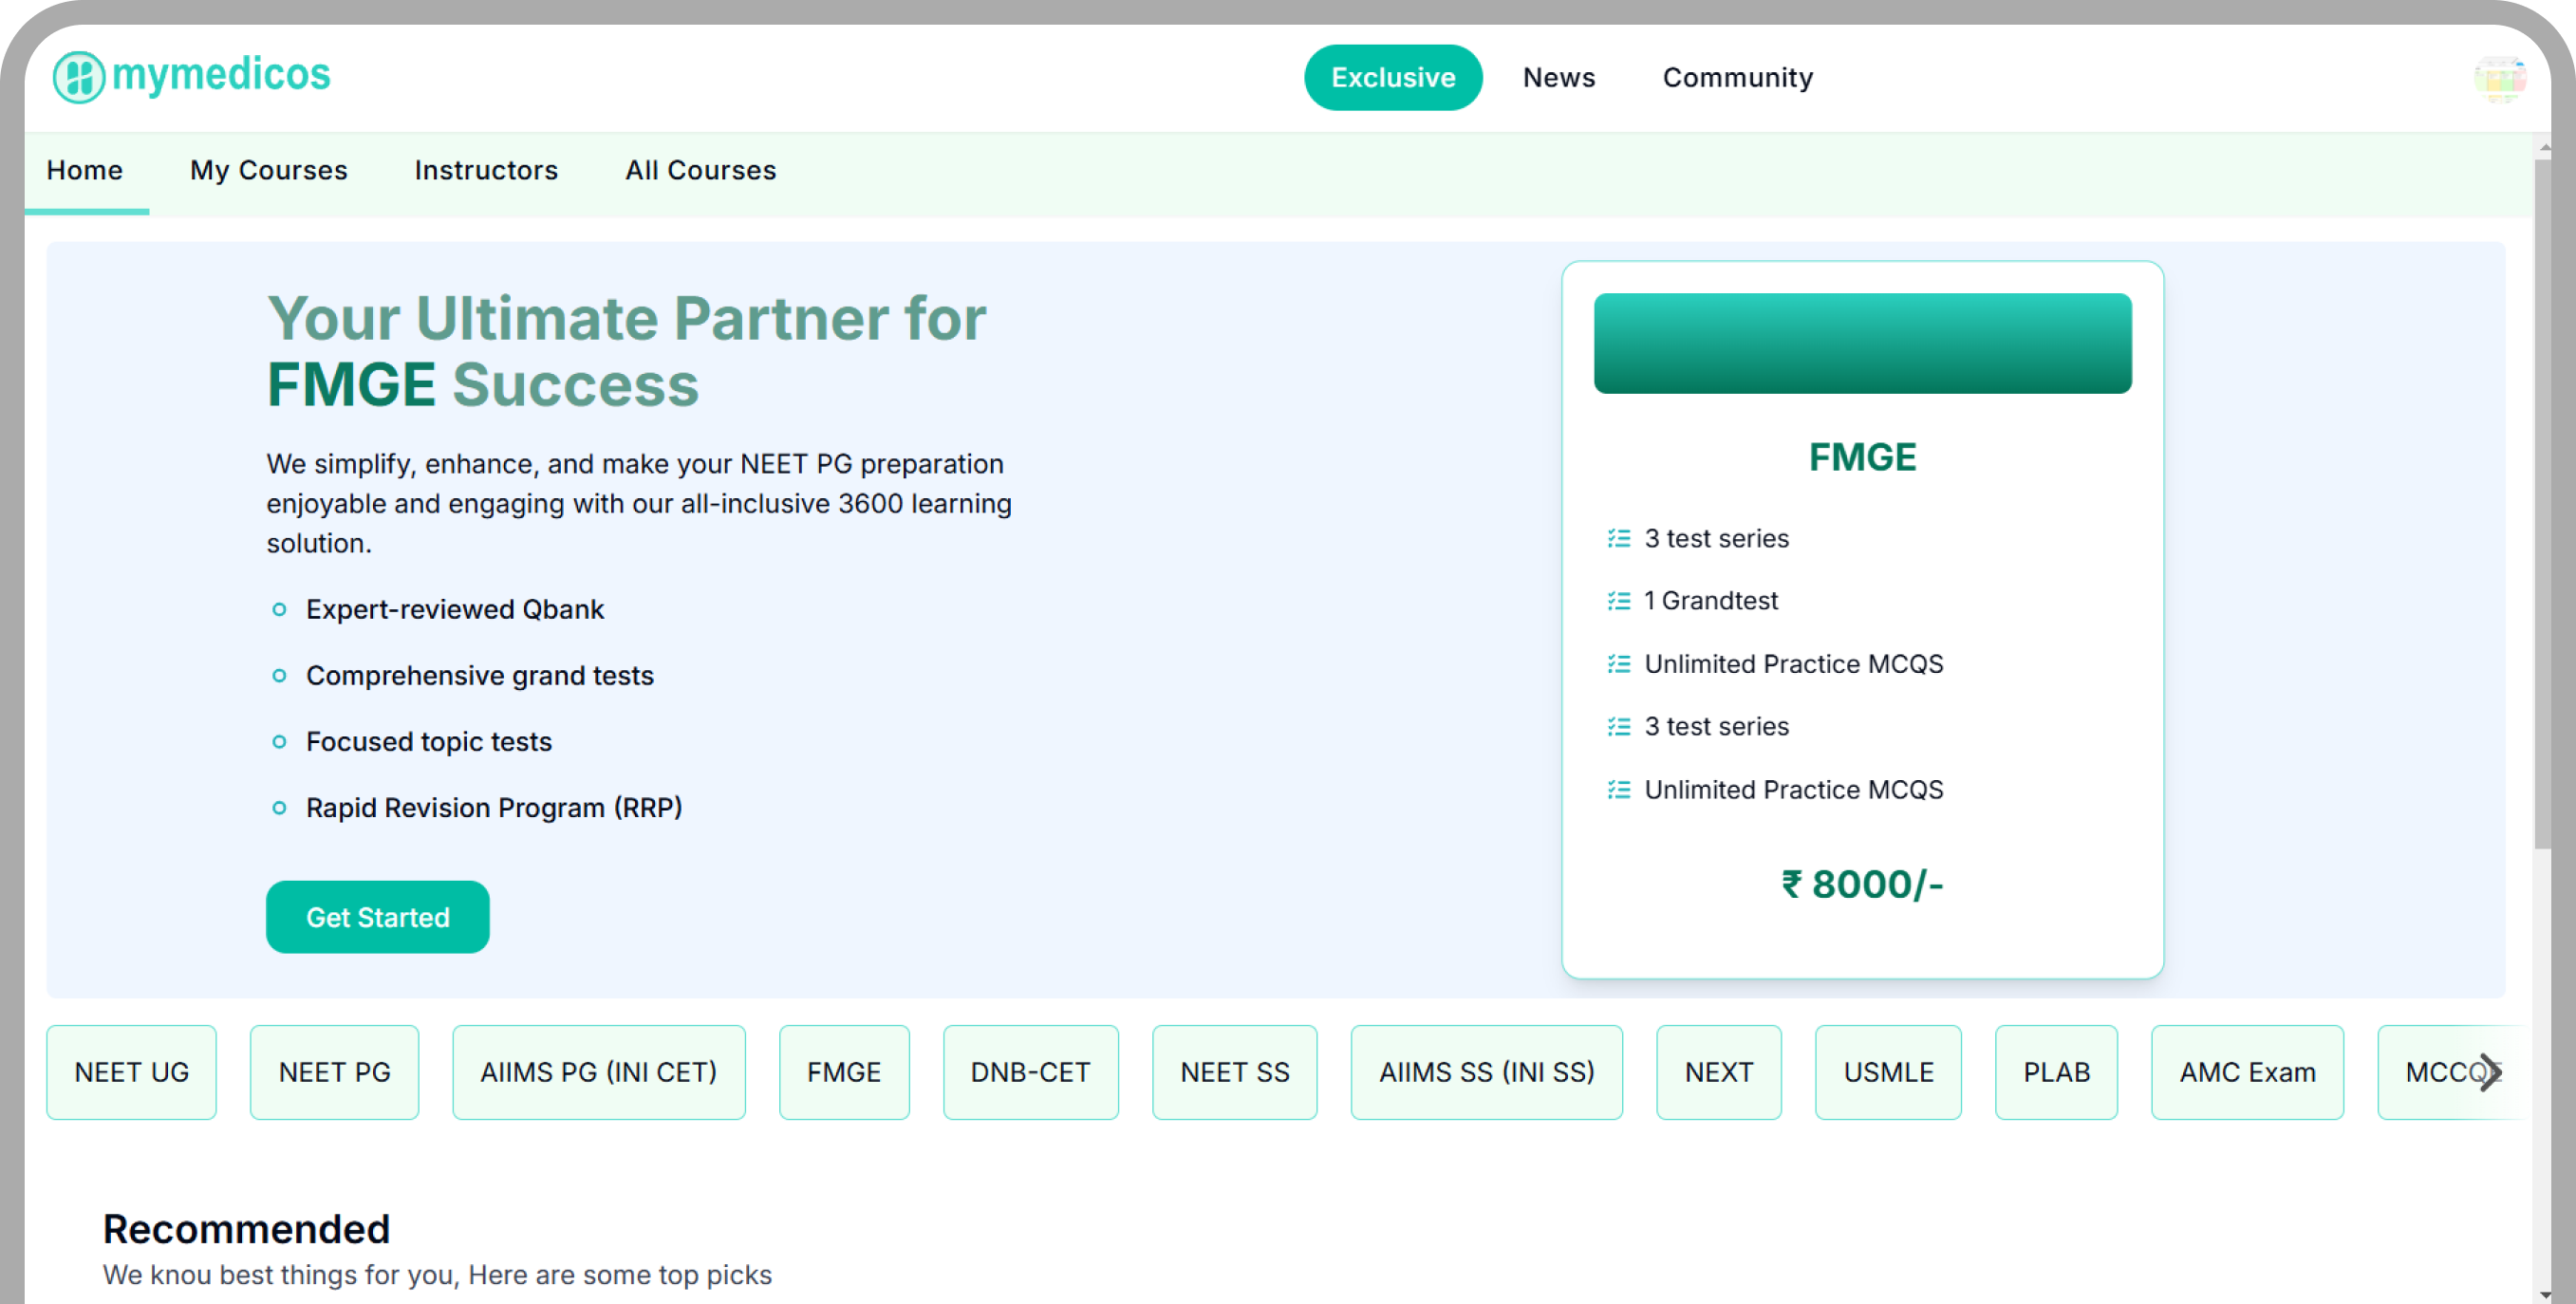 mymedicos
Exclusive News Community
Home My Courses Instructors All Courses
Your Ultimate Partner for
FMGE Success
We simplify, enhance, and make your NEET PG preparation
enjoyable and engaging with our all-inclusive 3600 learning
solution.
Expert-reviewed Qbank
Comprehensive grand tests
Focused topic tests
Rapid Revision Program (RRP)
Get Started
FMGE
3 test series
1 Grandtest
Unlimited Practice MCQS
3 test series
Unlimited Practice MCQS
₹ 8000/-
NEET UG NEET PG AIIMS PG (INI CET) FMGE DNB-CET NEET SS AIIMS SS (INI SS) NEXT USMLE PLAB AMC Exam MCCQE
Recommended
We knou best things for you, Here are some top picks